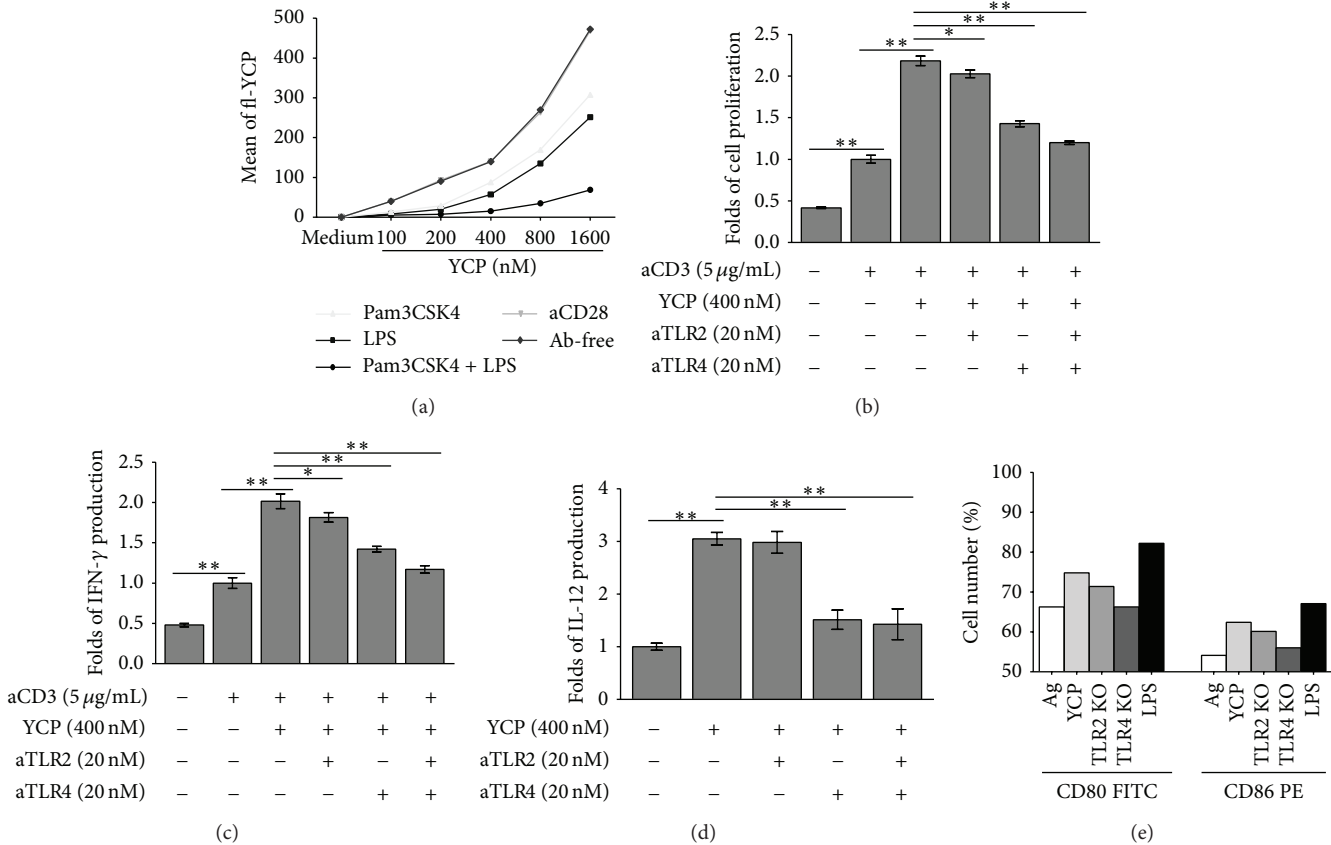 500
400
300
200
100
0
Mean of fl-YCP
Medium 100 200 400 800 1600
YCP (nM)
Pam3CSK4
LPS
Pam3CSK4 + LPS
aCD28
Ab-free
(a)
2.5
2.0
1.5
1.0
0.5
0.0
Folds of cell proliferation
**
**
*
**
**
aCD3 (5 μg/mL) − + + + + +
YCP (400 nM) − − + + + +
aTLR2 (20 nM) − − − + − +
aTLR4 (20 nM) − − − − + +
(b)
2.5
2.0
1.5
1.0
0.5
0.0
Folds of IFN-γ production
**
**
*
**
**
aCD3 (5 μg/mL) − + + + + +
YCP (400 nM) − − + + + +
aTLR2 (20 nM) − − − + − +
aTLR4 (20 nM) − − − − + +
(c)
4
3
2
1
0
Folds of IL-12 production
**
**
**
YCP (400 nM) − + + + +
aTLR2 (20 nM) − − + − +
aTLR4 (20 nM) − − − + +
(d)
100
90
80
70
60
50
Cell number (%)
Ag
YCP
TLR2 KO
TLR4 KO
LPS
Ag
YCP
TLR2 KO
TLR4 KO
LPS
CD80 FITC
CD86 PE
(e)